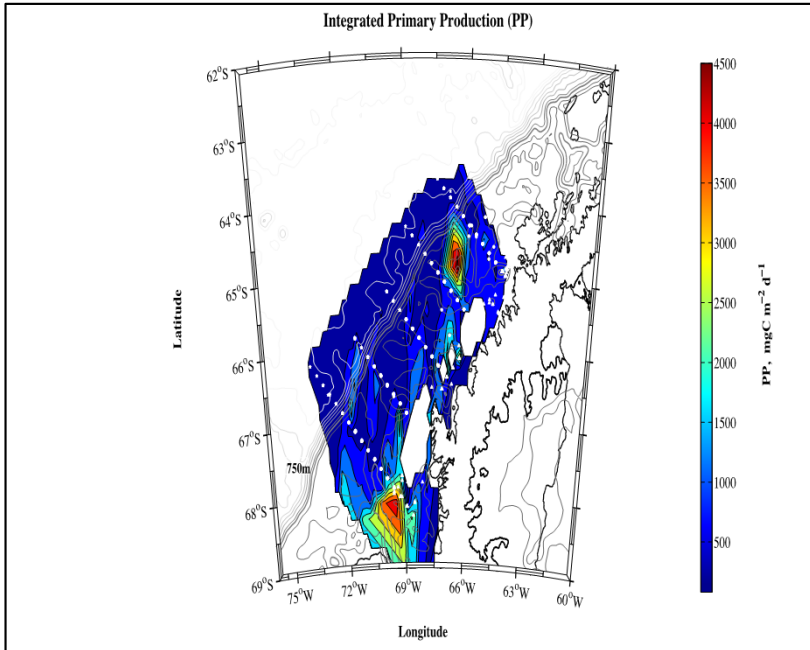 Integrated Primary Production (PP)
62°S
63°S
64°S
65°S
66°S
67°S
68°S
69°S
Latitude
750m
75°W
72°W
69°W
66°W
63°W
60°W
Longitude
4500
4000
3500
3000
2500
2000
1500
1000
500
PP, mgC m⁻² d⁻¹